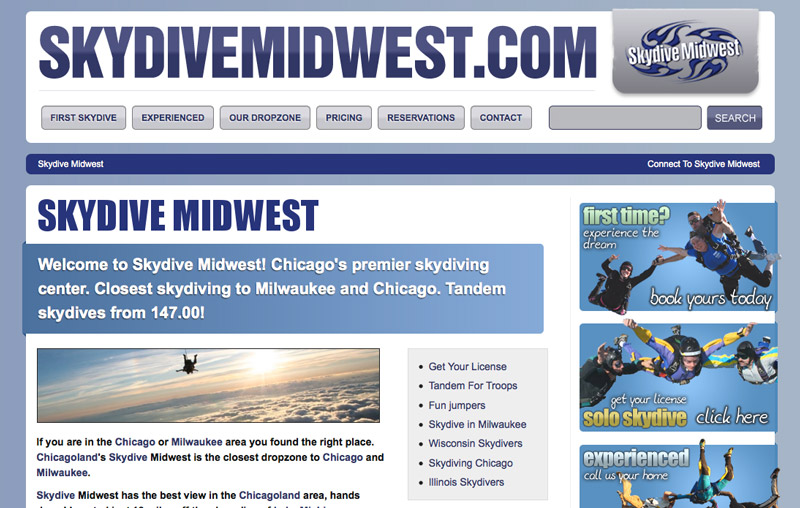 SKYDIVEMIDWEST.COM
Skydive Midwest
FIRST SKYDIVE
EXPERIENCED
OUR DROPZONE
PRICING
RESERVATIONS
CONTACT
SEARCH
Skydive Midwest
Connect To Skydive Midwest
SKYDIVE MIDWEST
Welcome to Skydive Midwest! Chicago's premier skydiving
center. Closest skydiving to Milwaukee and Chicago. Tandem
skydives from 147.00!
If you are in the Chicago or Milwaukee area you found the right place.
Chicagoland's Skydive Midwest is the closest dropzone to Chicago and
Milwaukee.
Skydive Midwest has the best view in the Chicagoland area, hands
• Get Your License
• Tandem For Troops
• Fun jumpers
• Skydive in Milwaukee
• Wisconsin Skydivers
• Skydiving Chicago
• Illinois Skydivers
first time?
experience the
dream
book yours today
get your license
solo skydive click here
experienced
call us your home